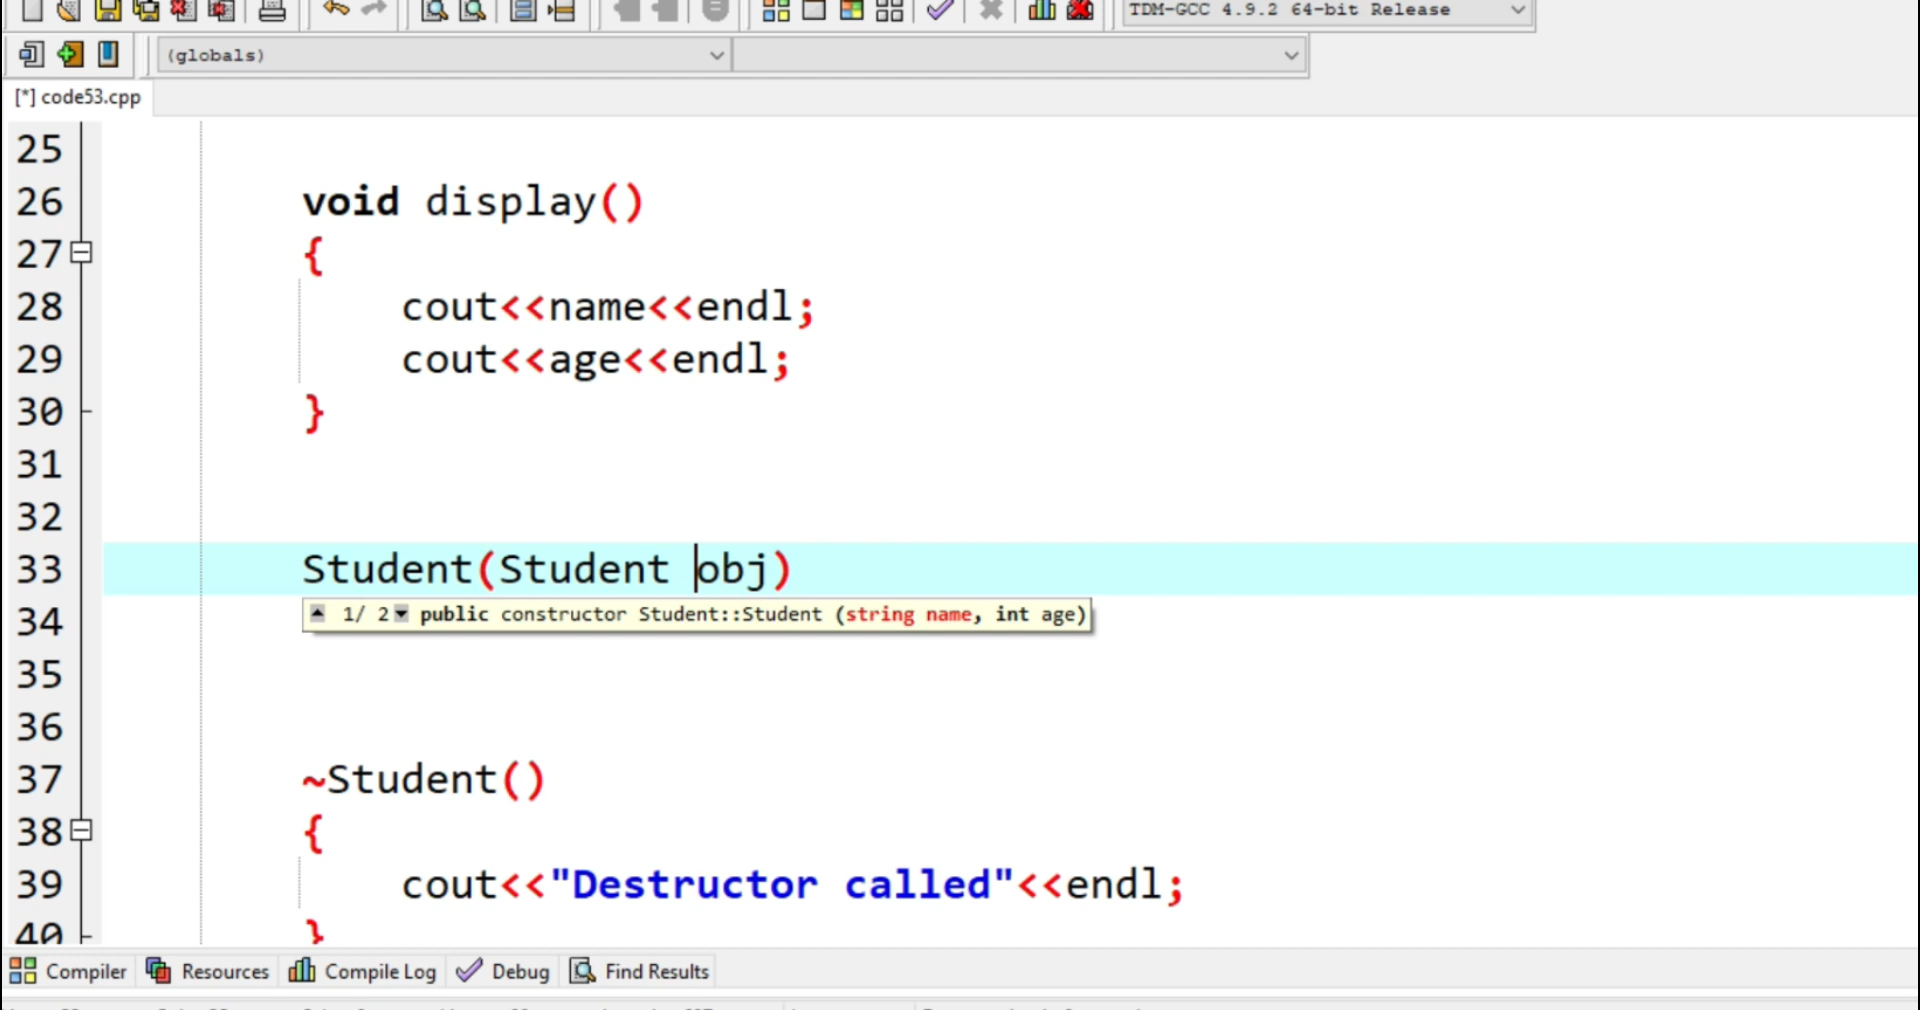 TDM-GCC 4.9.2 64-bit Release
(globals)
[*] code53.cpp
25
26 void display()
27 {
28 cout<<name<<endl;
29 cout<<age<<endl;
30 }
31
32
33 Student(Student obj)
34 1/ 2 public constructor Student::Student (string name, int age)
35
36
37 ~Student()
38 {
39 cout<<"Destructor called"<<endl;
40 }
Compiler Resources Compile Log Debug Find Results